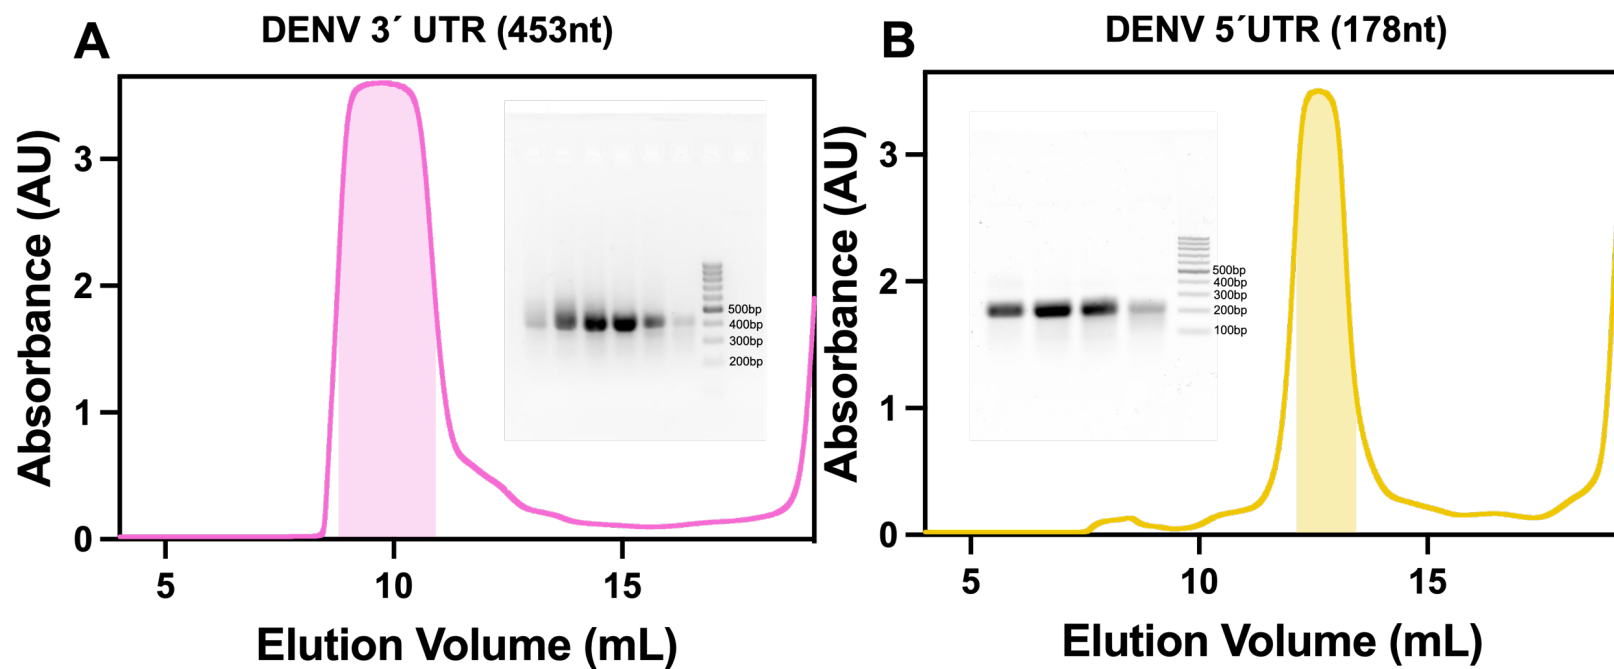 A
DENV 3´ UTR (453nt)
Absorbance (AU)
3
2
1
0
5
10
15
Elution Volume (mL)
500bp
400bp
300bp
200bp
B
DENV 5´UTR (178nt)
Absorbance (AU)
3
2
1
0
5
10
15
Elution Volume (mL)
500bp
400bp
300bp
200bp
100bp